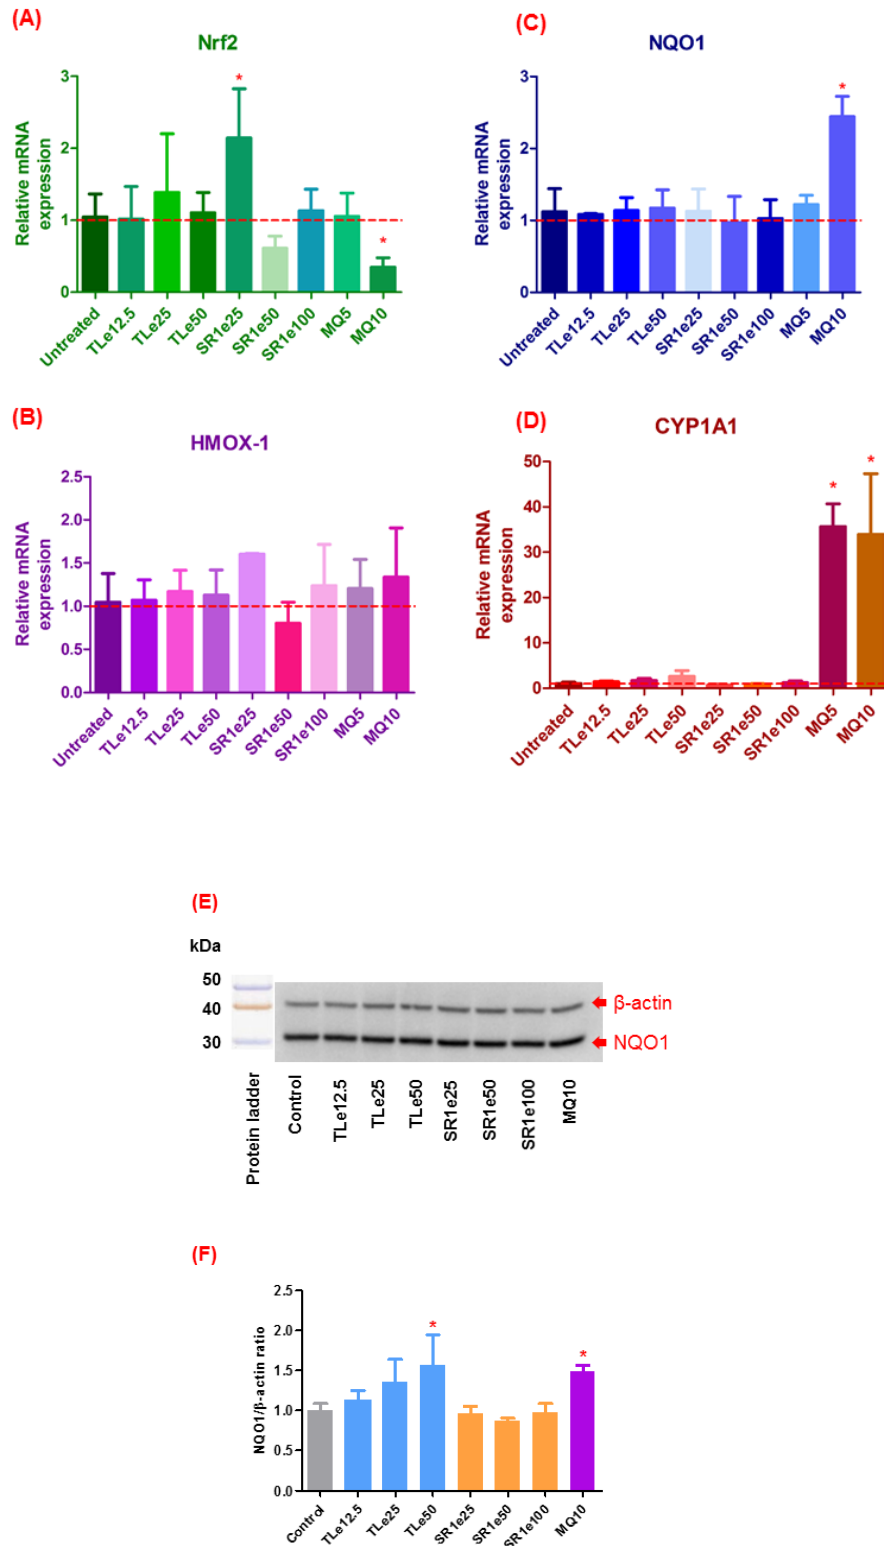 (A)
Nrf2
Relative mRNA
expression
3
2
1
0
*
*
Untreated
TLe12.5
TLe25
TLe50
SR1e25
SR1e50
SR1e100
MQ5
MQ10
(C)
NQO1
Relative mRNA
expression
3
2
1
0
*
Untreated
TLe12.5
TLe25
TLe50
SR1e25
SR1e50
SR1e100
MQ5
MQ10
(B)
HMOX-1
Relative mRNA
expression
2.5
2.0
1.5
1.0
0.5
0.0
Untreated
TLe12.5
TLe25
TLe50
SR1e25
SR1e50
SR1e100
MQ5
MQ10
(D)
CYP1A1
Relative mRNA
expression
50
40
30
20
10
0
*
*
Untreated
TLe12.5
TLe25
TLe50
SR1e25
SR1e50
SR1e100
MQ5
MQ10
(E)
kDa
50
40
30
β-actin
NQO1
Protein ladder
Control
TLe12.5
TLe25
TLe50
SR1e25
SR1e50
SR1e100
MQ10
(F)
NQO1/β-actin ratio
2.5
2.0
1.5
1.0
0.5
0.0
*
*
Control
TLe12.5
TLe25
TLe50
SR1e25
SR1e50
SR1e100
MQ10